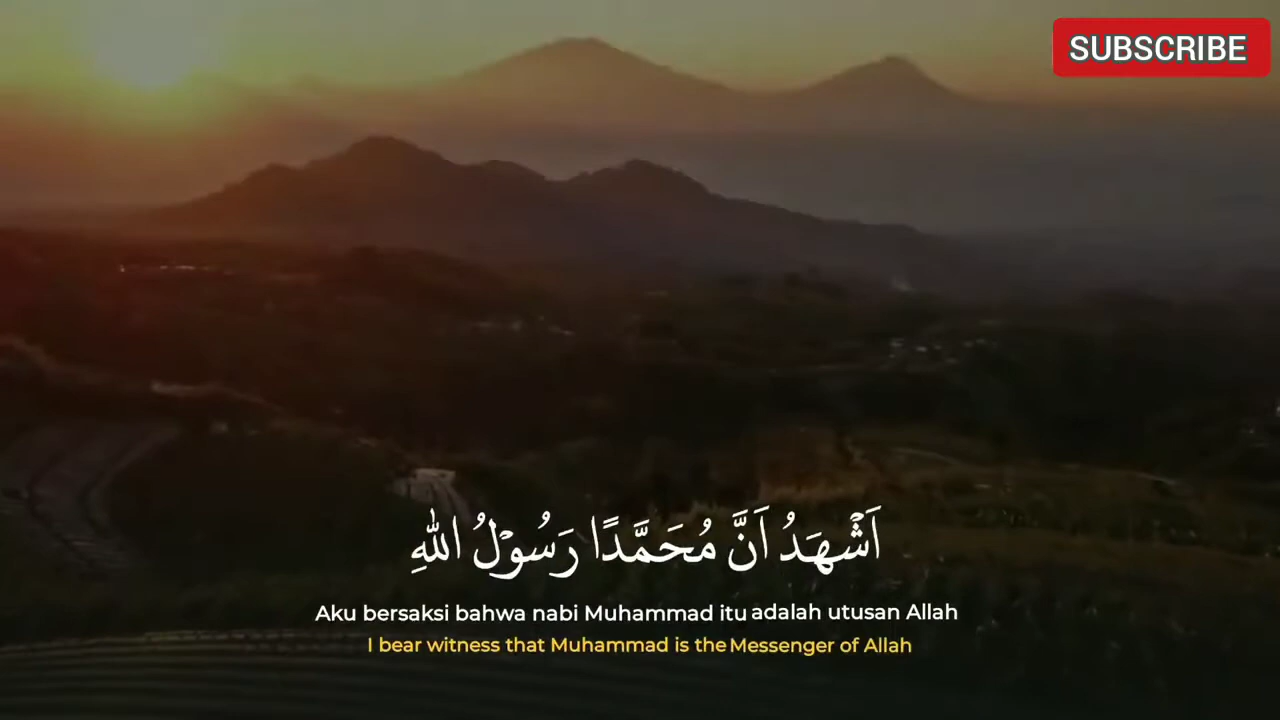 SUBSCRIBE
اَشْهَدُ اَنَّ مُحَمَّدًا رَسُوْلُ اللهِ
Aku bersaksi bahwa nabi Muhammad itu adalah utusan Allah
I bear witness that Muhammad is the Messenger of Allah